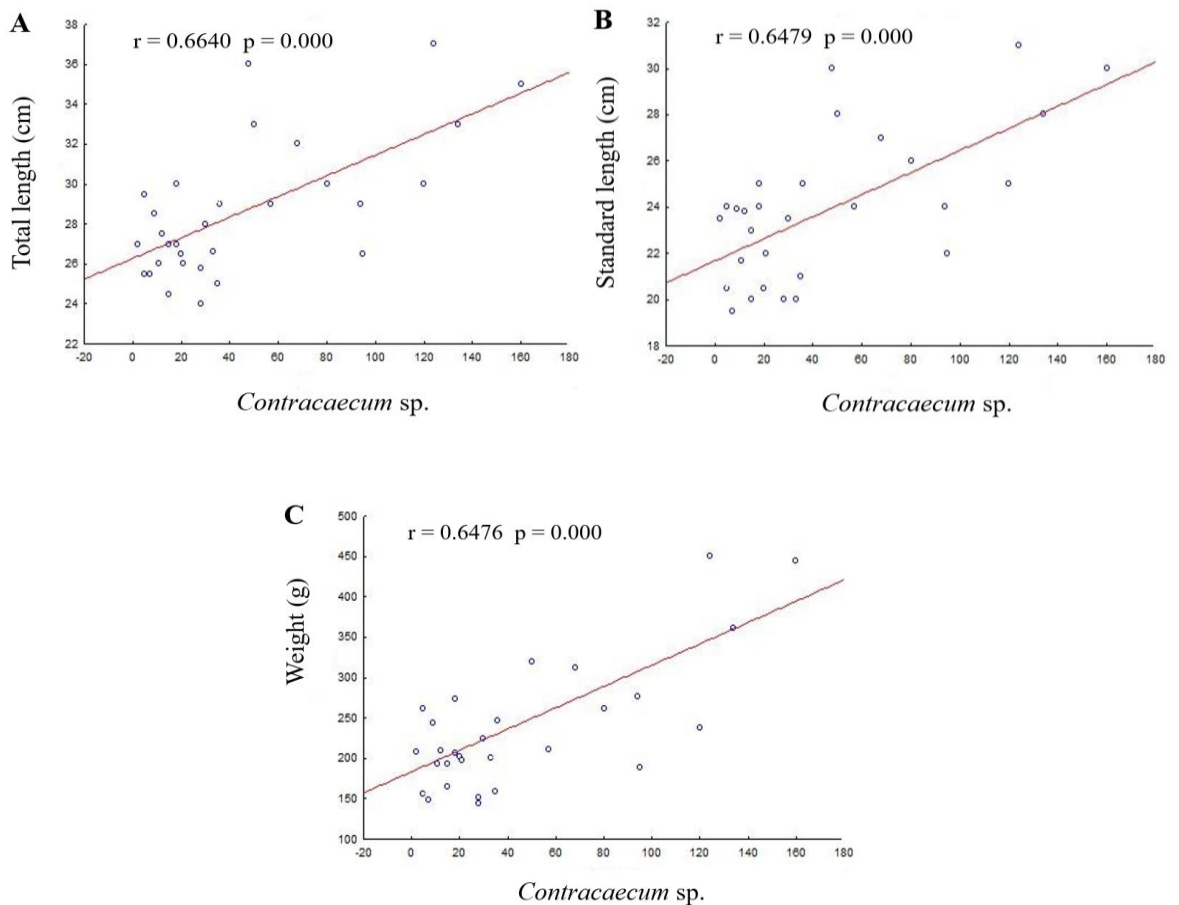 A
r = 0.6640 p = 0.000
Total length (cm)
38
36
34
32
30
28
26
24
22
-20 0 20 40 60 80 100 120 140 160 180
Contracaecum sp.
B
r = 0.6479 p = 0.000
Standard length (cm)
32
30
28
26
24
22
20
18
-20 0 20 40 60 80 100 120 140 160 180
Contracaecum sp.
C
r = 0.6476 p = 0.000
Weight (g)
500
450
400
350
300
250
200
150
100
-20 0 20 40 60 80 100 120 140 160 180
Contracaecum sp.